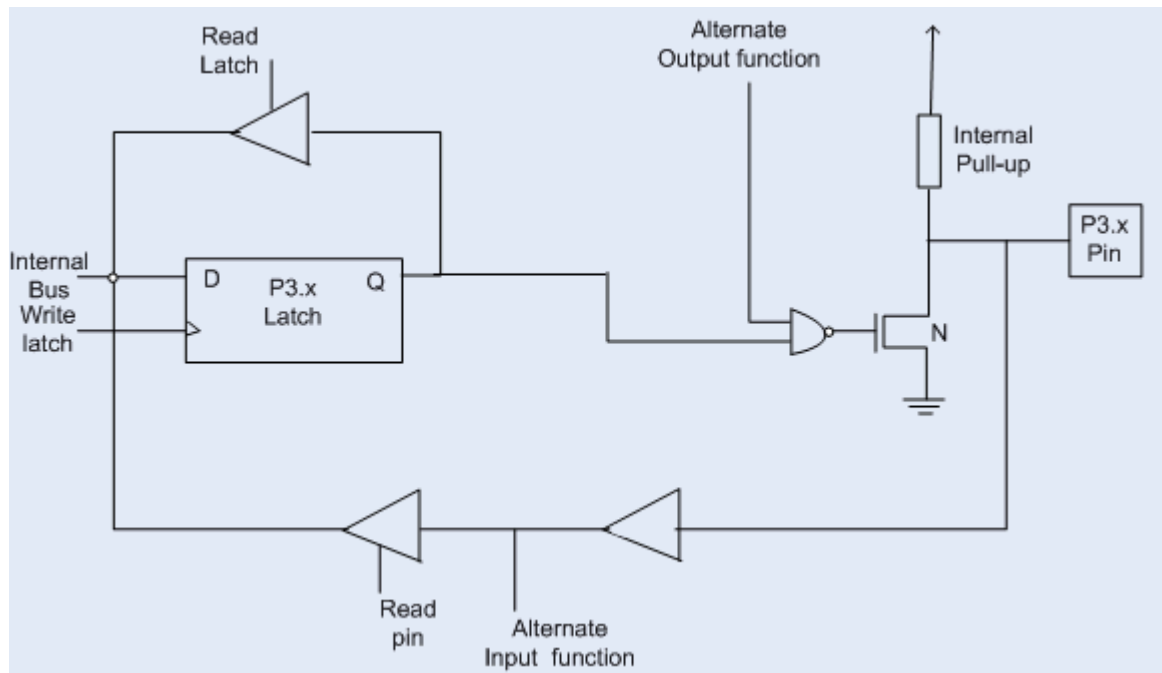 Read
Latch
Alternate
Output function
Internal
Pull-up
P3.x
Pin
Internal
Bus
Write
latch
D
P3.x
Latch
Q
N
Read
pin
Alternate
Input function